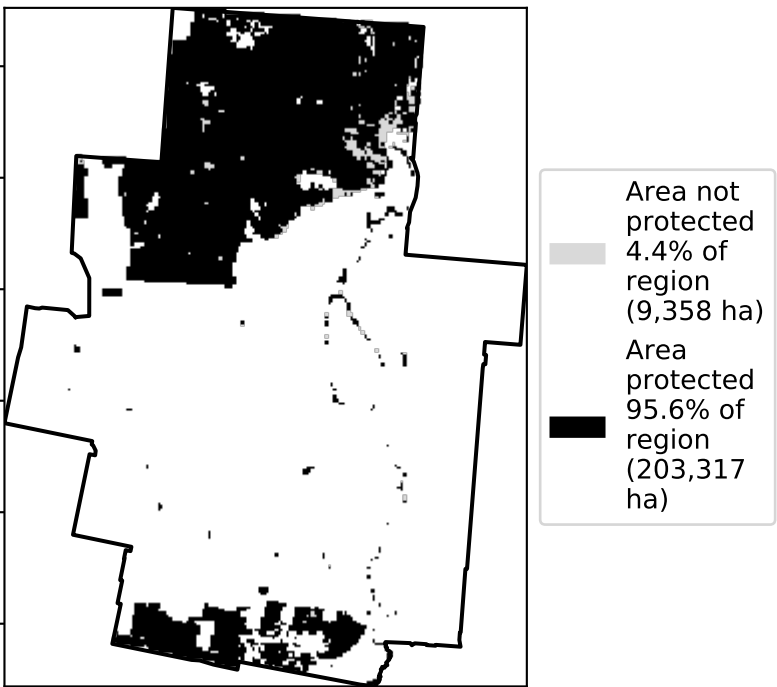 Area not
protected
4.4% of
region
(9,358 ha)
Area
protected
95.6% of
region
(203,317
ha)